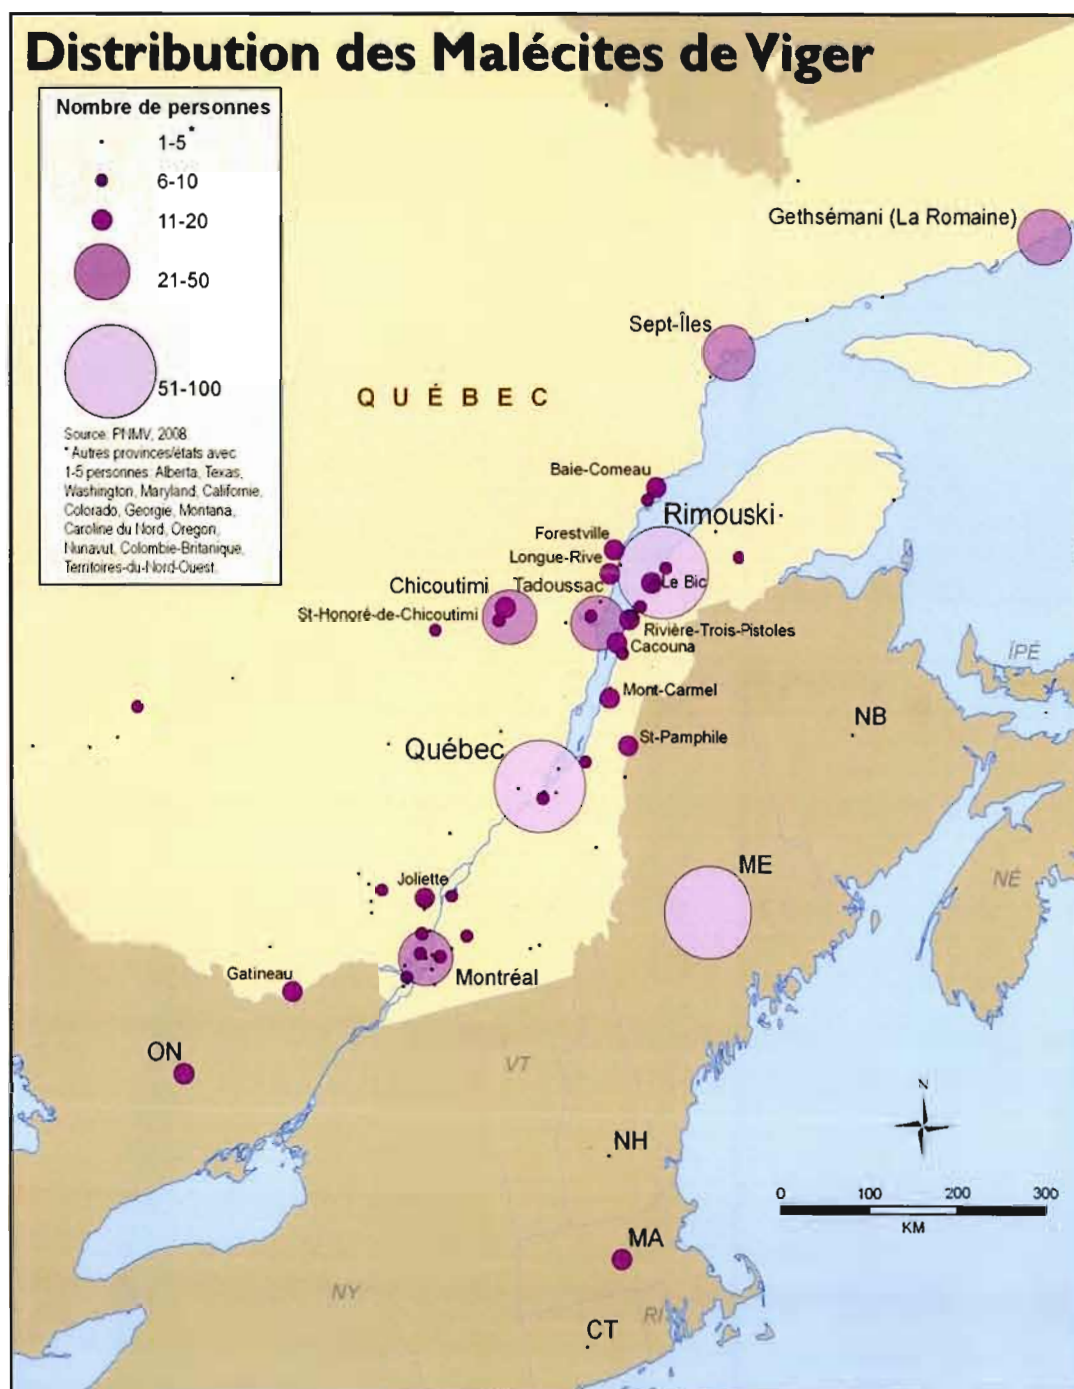 Distribution des Malécites de Viger
Nombre de personnes
1-5*
6-10
11-20
21-50
51-100
Source: PNMV, 2008
* Autres provinces/états avec
1-5 personnes: Alberta, Texas,
Washington, Maryland, Californie,
Colorado, Georgie, Montana,
Caroline du Nord, Oregon,
Nunavut, Colombie-Britanique,
Territoires-du-Nord-Ouest.
Gethsémani (La Romaine)
Sept-Îles
QUÉBEC
Baie-Comeau
Rimouski
Forestville
Longue-Rive
Tadoussac
Le Bic
Chicoutimi
St-Honoré-de-Chicoutimi
Rivière-Trois-Pistoles
Cacouna
ÎPÉ
Mont-Carmel
NB
St-Pamphile
Québec
ME
NÉ
Joliette
Gatineau
Montréal
ON
VT
N
NH
0 100 200 300
KM
MA
NY
RI
CT